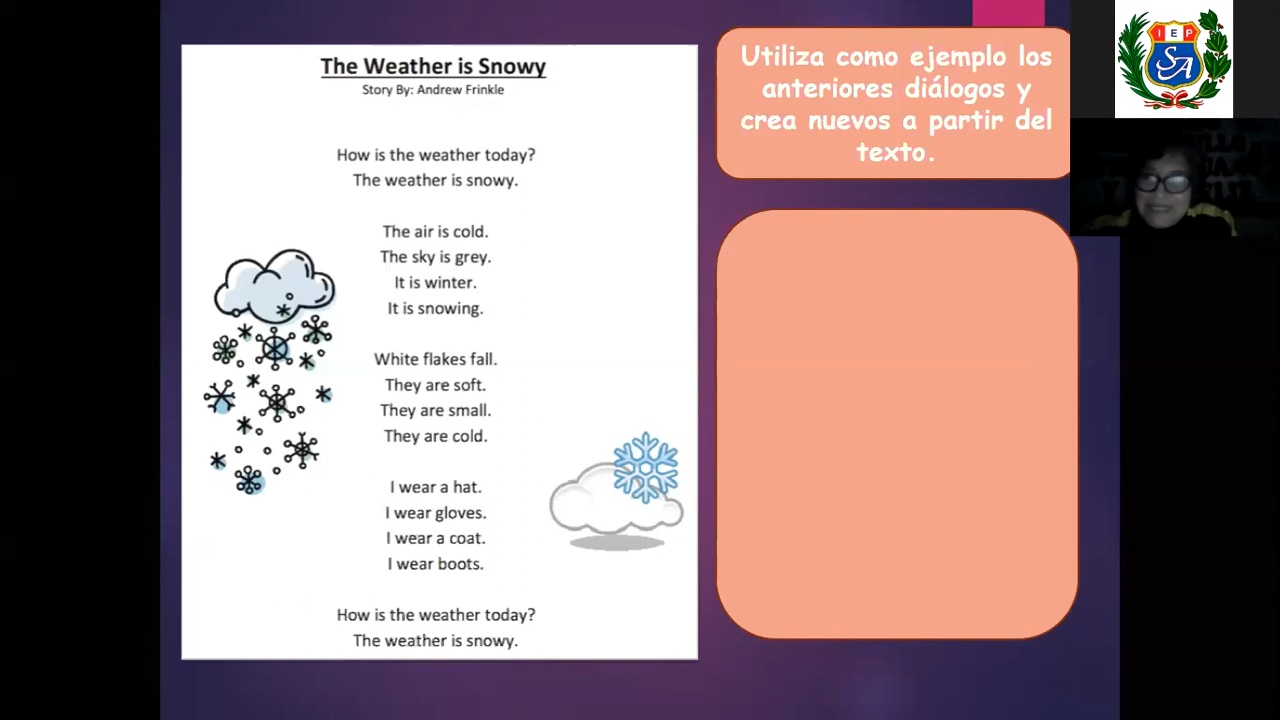 The Weather is Snowy
Story By: Andrew Frinkle
How is the weather today?
The weather is snowy.
The air is cold.
The sky is grey.
It is winter.
It is snowing.
White flakes fall.
They are soft.
They are small.
They are cold.
I wear a hat.
I wear gloves.
I wear a coat.
I wear boots.
How is the weather today?
The weather is snowy.
Utiliza como ejemplo los
anteriores diálogos y
crea nuevos a partir del
texto.
I E P
SA